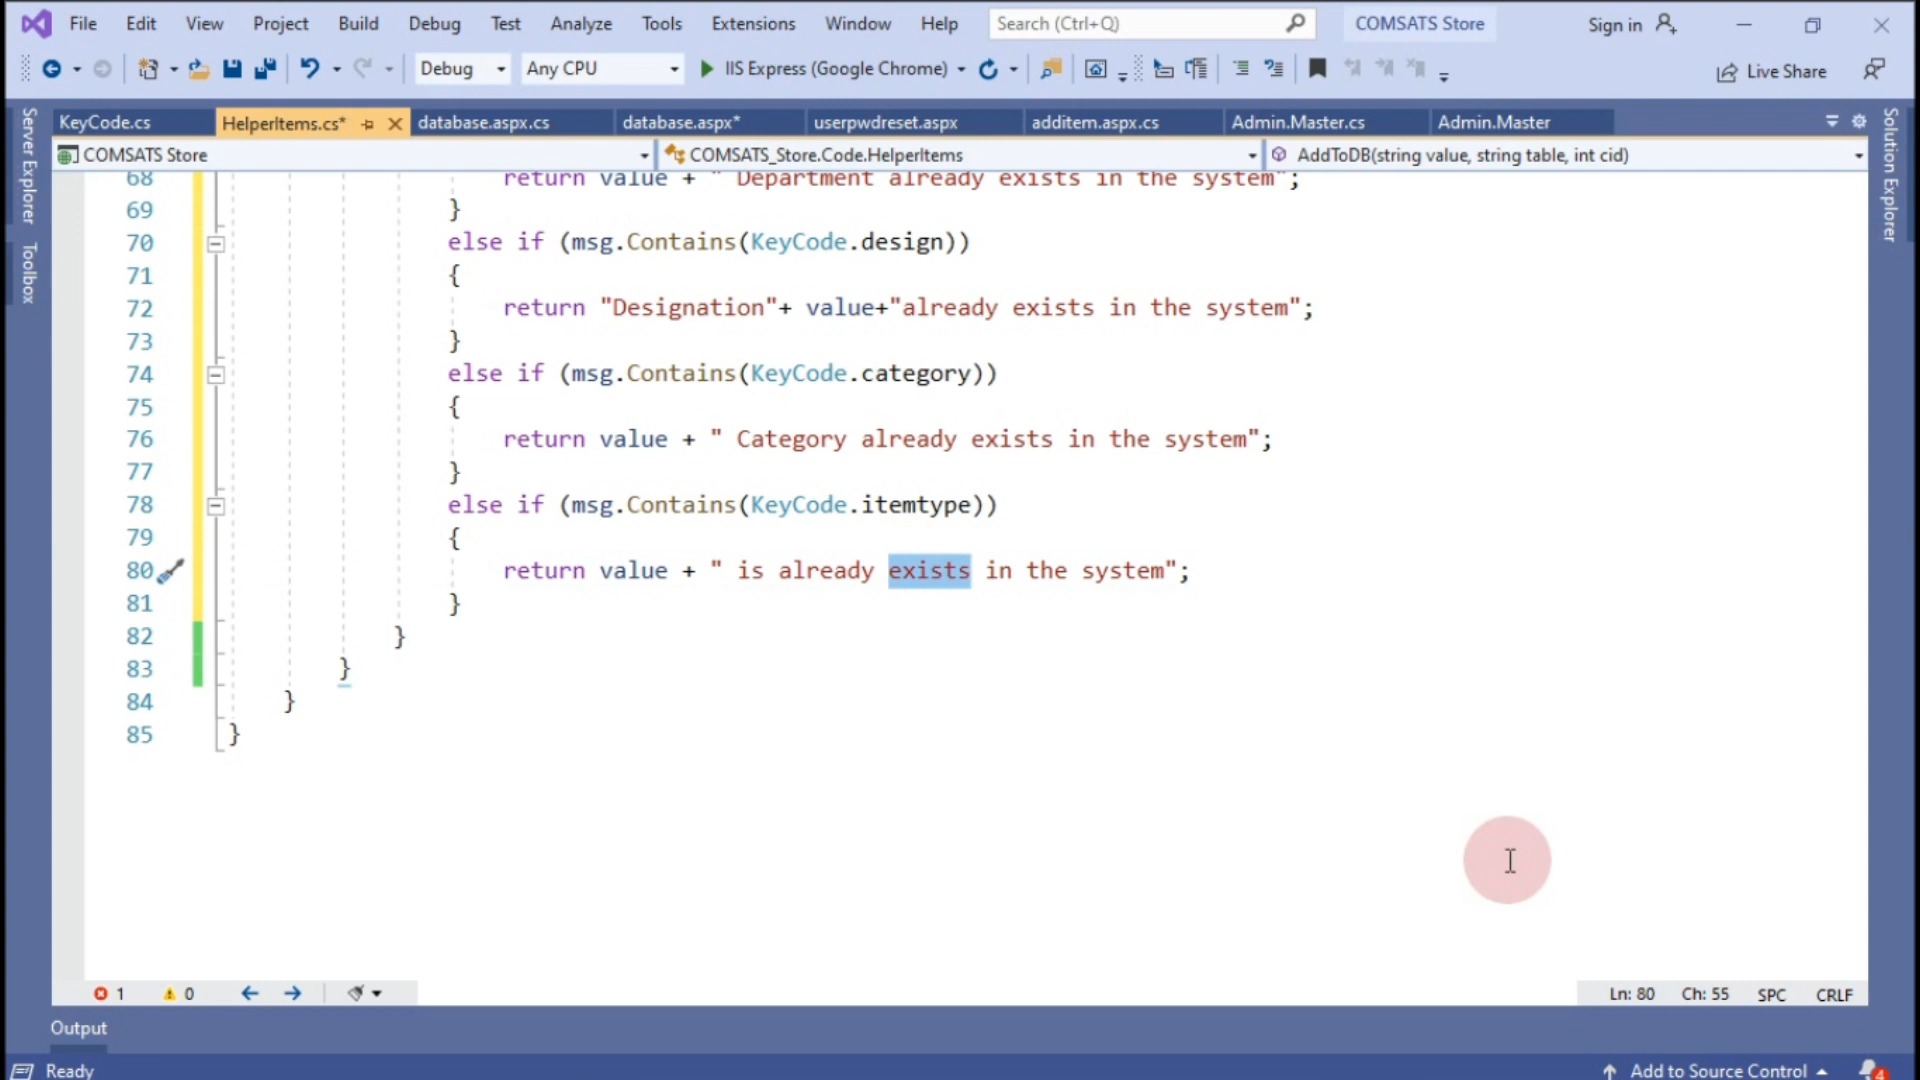 File Edit View Project Build Debug Test Analyze Tools Extensions Window Help Search (Ctrl+Q) COMSATS Store Sign in
Debug Any CPU IIS Express (Google Chrome) Live Share
Server Explorer
Toolbox
KeyCode.cs HelperItems.cs* database.aspx.cs database.aspx* userpwdreset.aspx additem.aspx.cs Admin.Master.cs Admin.Master
Solution Explorer
COMSATS Store COMSATS_Store.Code.HelperItems AddToDB(string value, string table, int cid)
68 return value + " Department already exists in the system";
69 }
70 else if (msg.Contains(KeyCode.design))
71 {
72 return "Designation"+ value+"already exists in the system";
73 }
74 else if (msg.Contains(KeyCode.category))
75 {
76 return value + " Category already exists in the system";
77 }
78 else if (msg.Contains(KeyCode.itemtype))
79 {
80 return value + " is already exists in the system";
81 }
82 }
83 }
84 }
85 }
1 0 Ln: 80 Ch: 55 SPC CRLF
Output
Ready Add to Source Control 4